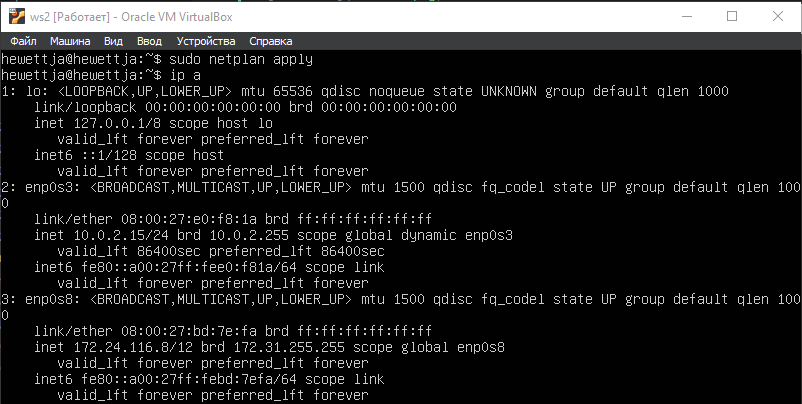 ws2 [Работает] - Oracle VM VirtualBox
Файл Машина Вид Ввод Устройства Справка
hewettja@hewettja:~$ sudo netplan apply
hewettja@hewettja:~$ ip a
1: lo: <LOOPBACK,UP,LOWER_UP> mtu 65536 qdisc noqueue state UNKNOWN group default qlen 1000
    link/loopback 00:00:00:00:00:00 brd 00:00:00:00:00:00
    inet 127.0.0.1/8 scope host lo
       valid_lft forever preferred_lft forever
    inet6 ::1/128 scope host
       valid_lft forever preferred_lft forever
2: enp0s3: <BROADCAST,MULTICAST,UP,LOWER_UP> mtu 1500 qdisc fq_codel state UP group default qlen 100
0
    link/ether 08:00:27:e0:f8:1a brd ff:ff:ff:ff:ff:ff
    inet 10.0.2.15/24 brd 10.0.2.255 scope global dynamic enp0s3
       valid_lft 86400sec preferred_lft 86400sec
    inet6 fe80::a00:27ff:fee0:f81a/64 scope link
       valid_lft forever preferred_lft forever
3: enp0s8: <BROADCAST,MULTICAST,UP,LOWER_UP> mtu 1500 qdisc fq_codel state UP group default qlen 100
0
    link/ether 08:00:27:bd:7e:fa brd ff:ff:ff:ff:ff:ff
    inet 172.24.116.8/12 brd 172.31.255.255 scope global enp0s8
       valid_lft forever preferred_lft forever
    inet6 fe80::a00:27ff:febd:7efa/64 scope link
       valid_lft forever preferred_lft forever